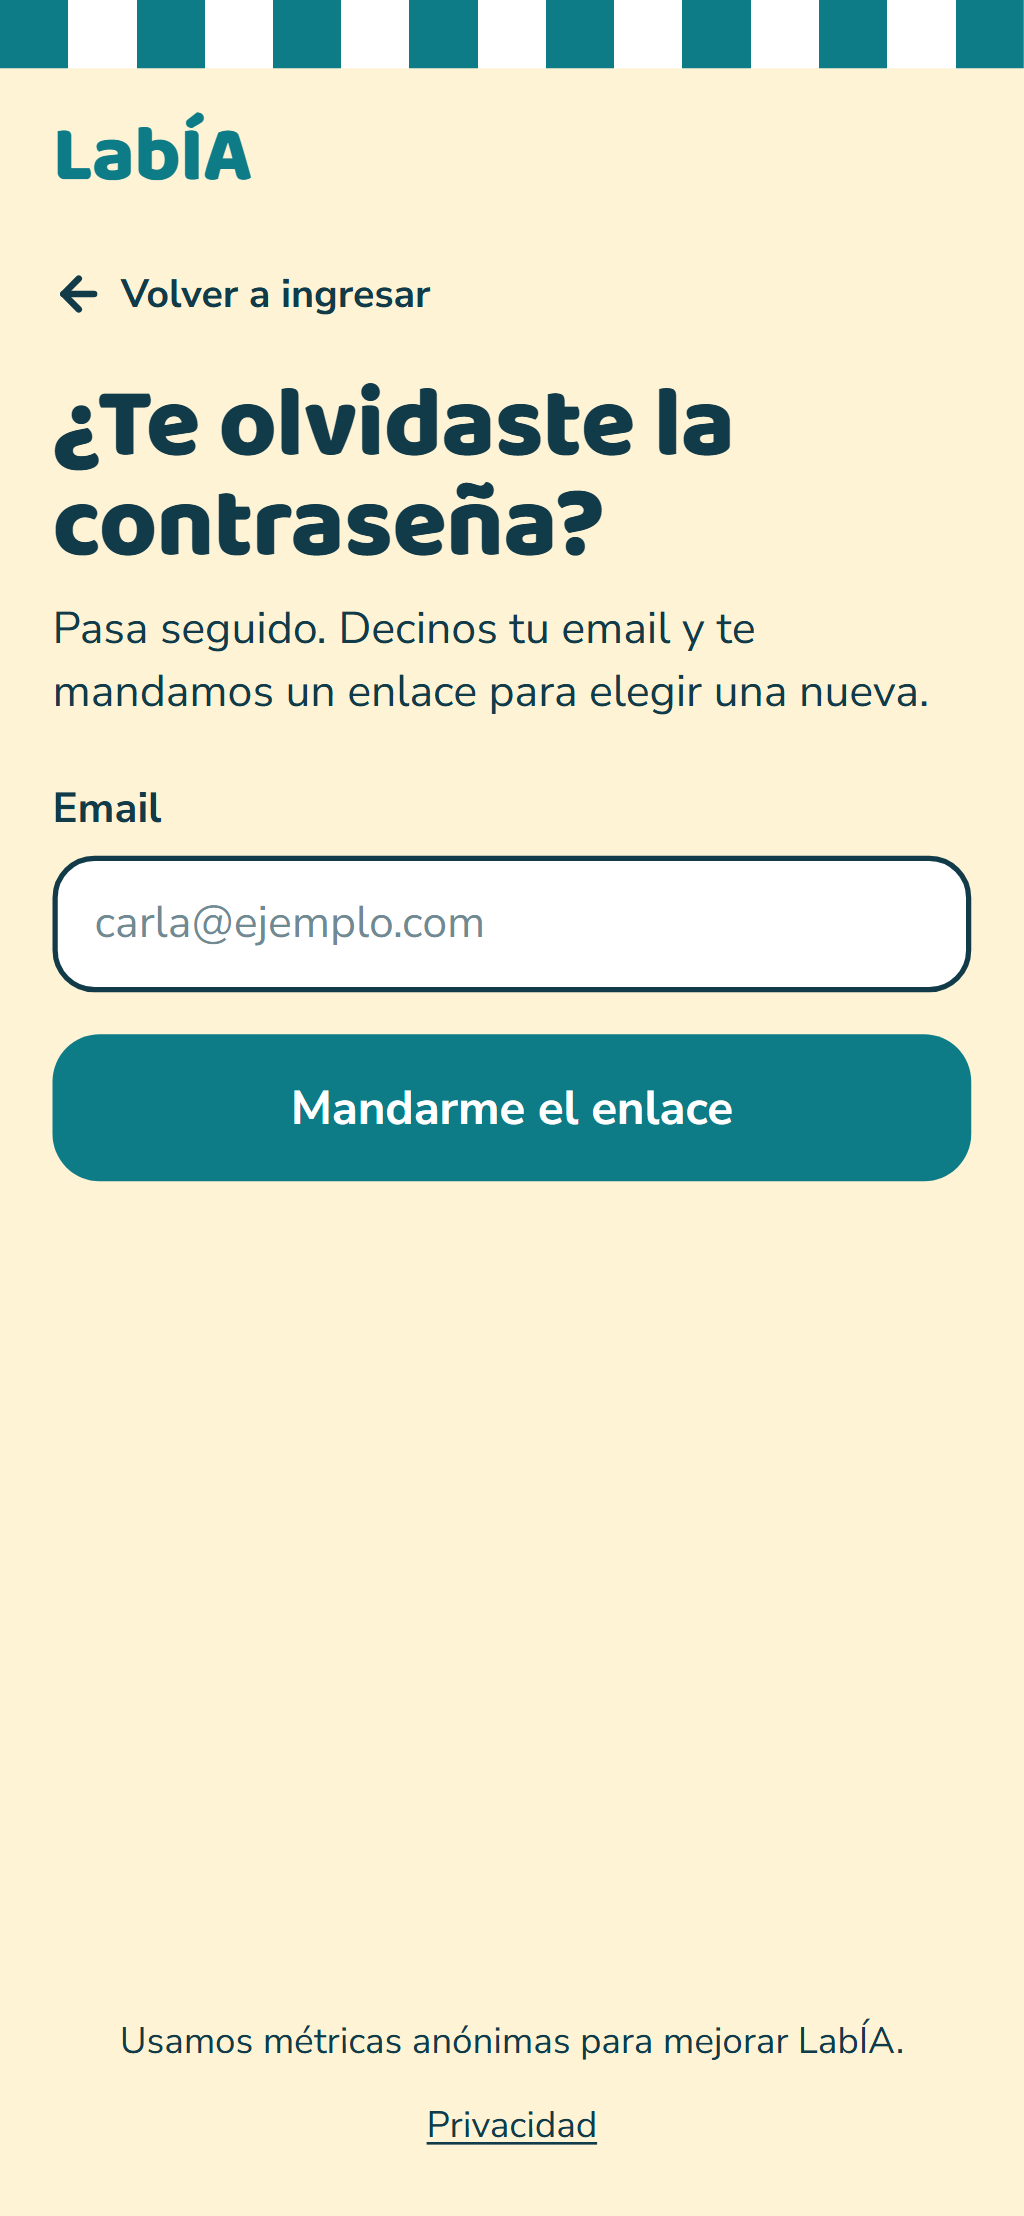 LabÍA
Volver a ingresar
¿Te olvidaste la
contraseña?
Pasa seguido. Decinos tu email y te
mandamos un enlace para elegir una nueva.
Email
carla@ejemplo.com
Mandarme el enlace
Usamos métricas anónimas para mejorar LabÍA.
Privacidad